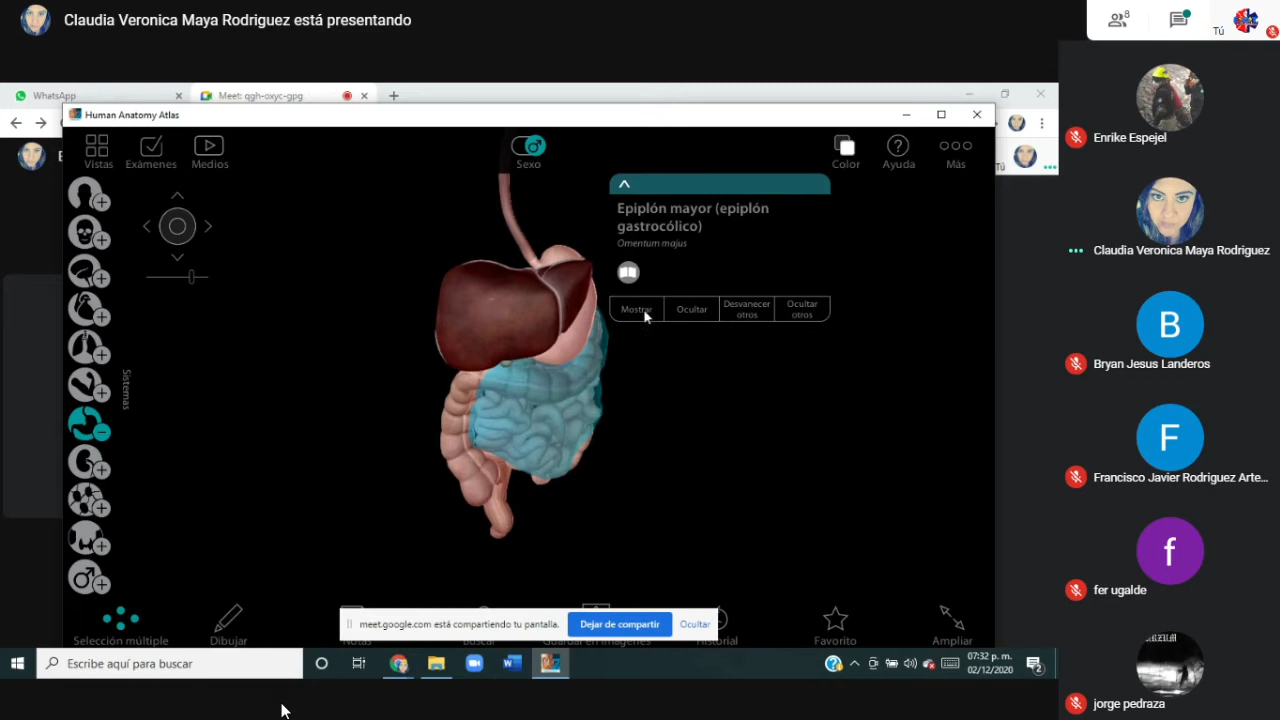 Claudia Veronica Maya Rodriguez está presentando
8
Tú
WhatsApp
Meet: qgh-oxyc-gpg
Human Anatomy Atlas
Vistas
Exámenes
Medios
Sexo
Color
Ayuda
Más
Tú
Epiplón mayor (epiplón
gastrocólico)
Omentum majus
Mostrar
Ocultar
Desvanecer
otros
Ocultar
otros
Sistemas
Selección múltiple
Dibujar
meet.google.com está compartiendo tu pantalla.
Dejar de compartir
Ocultar
Historial
Favorito
Ampliar
Escribe aquí para buscar
07:32 p. m.
02/12/2020
2
Enrike Espejel
Claudia Veronica Maya Rodriguez
B
Bryan Jesus Landeros
F
Francisco Javier Rodriguez Arte...
f
fer ugalde
jorge pedraza